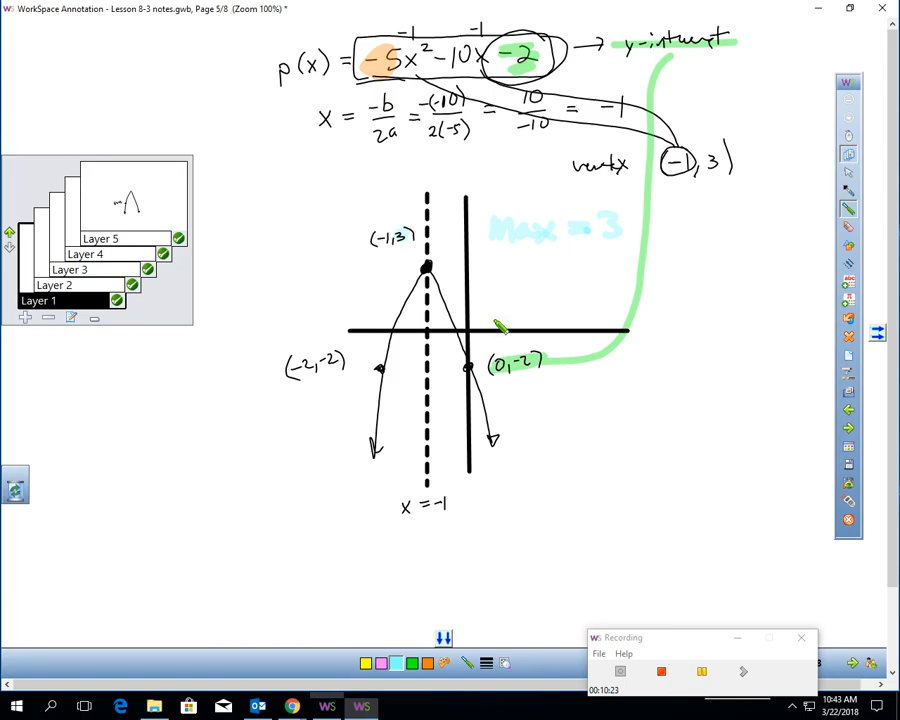 WorkSpace Annotation - Lesson 8-3 notes.gwb, Page 5/8 (Zoom 100%) *
-1 -1
p(x) = -5x² -10x -2 → y-intercept
x = -b/2a = -(-10)/2(-5) = 10/-10 = -1
vertex (-1, 3)
Max = 3
(-1,3)
(-2,-2)
(0,-2)
x = -1
Layer 5
Layer 4
Layer 3
Layer 2
Layer 1
WS
WS Recording
File Help
00:10:23
10:43 AM
3/22/2018